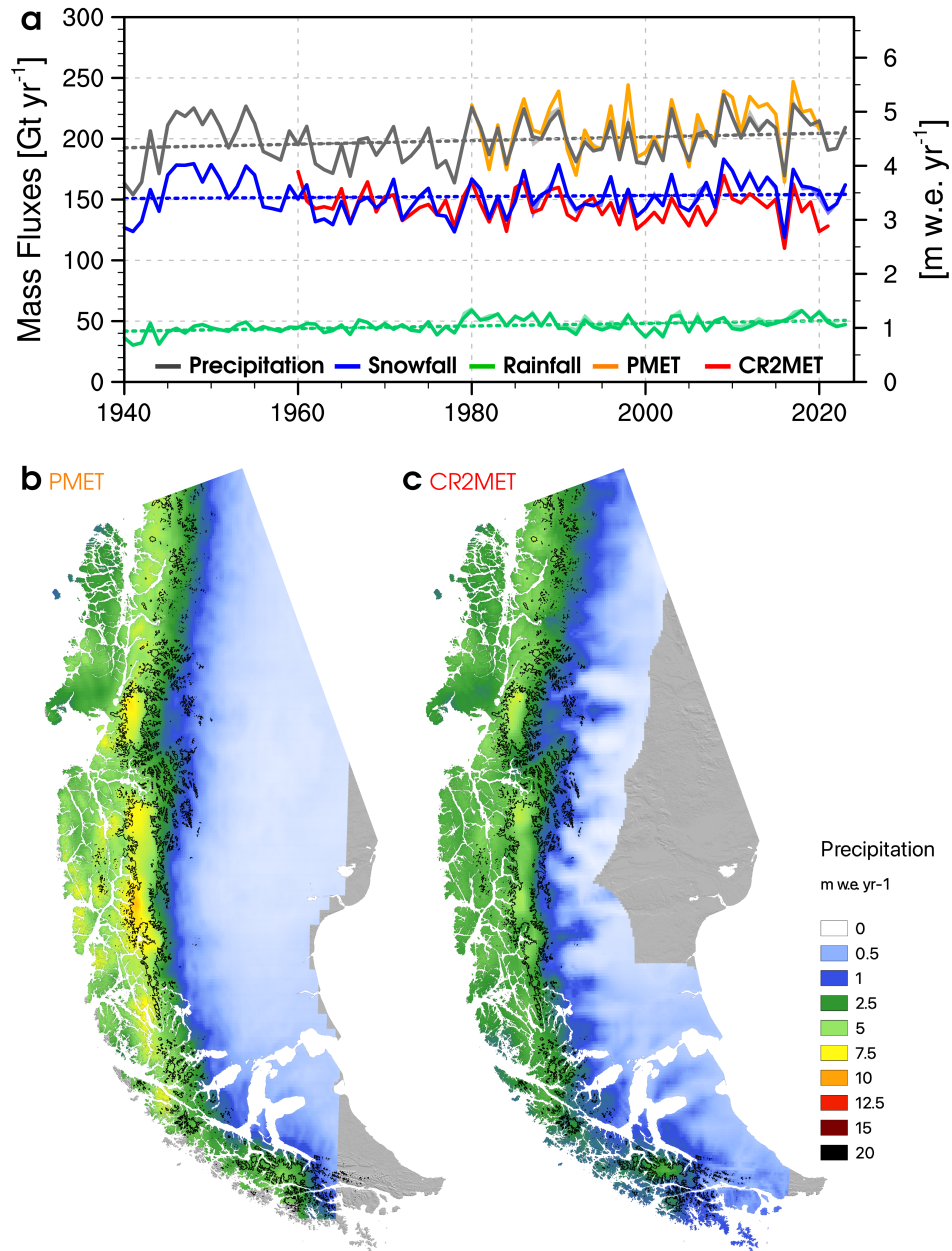 a
Mass Fluxes [Gt yr-1]
300
250
200
150
100
50
0
6
5
4
3
2
1
0
[m w.e. yr-1]
Precipitation Snowfall Rainfall PMET CR2MET
1940 1960 1980 2000 2020
b PMET
c CR2MET
Precipitation
m w.e. yr-1
0
0.5
1
2.5
5
7.5
10
12.5
15
20